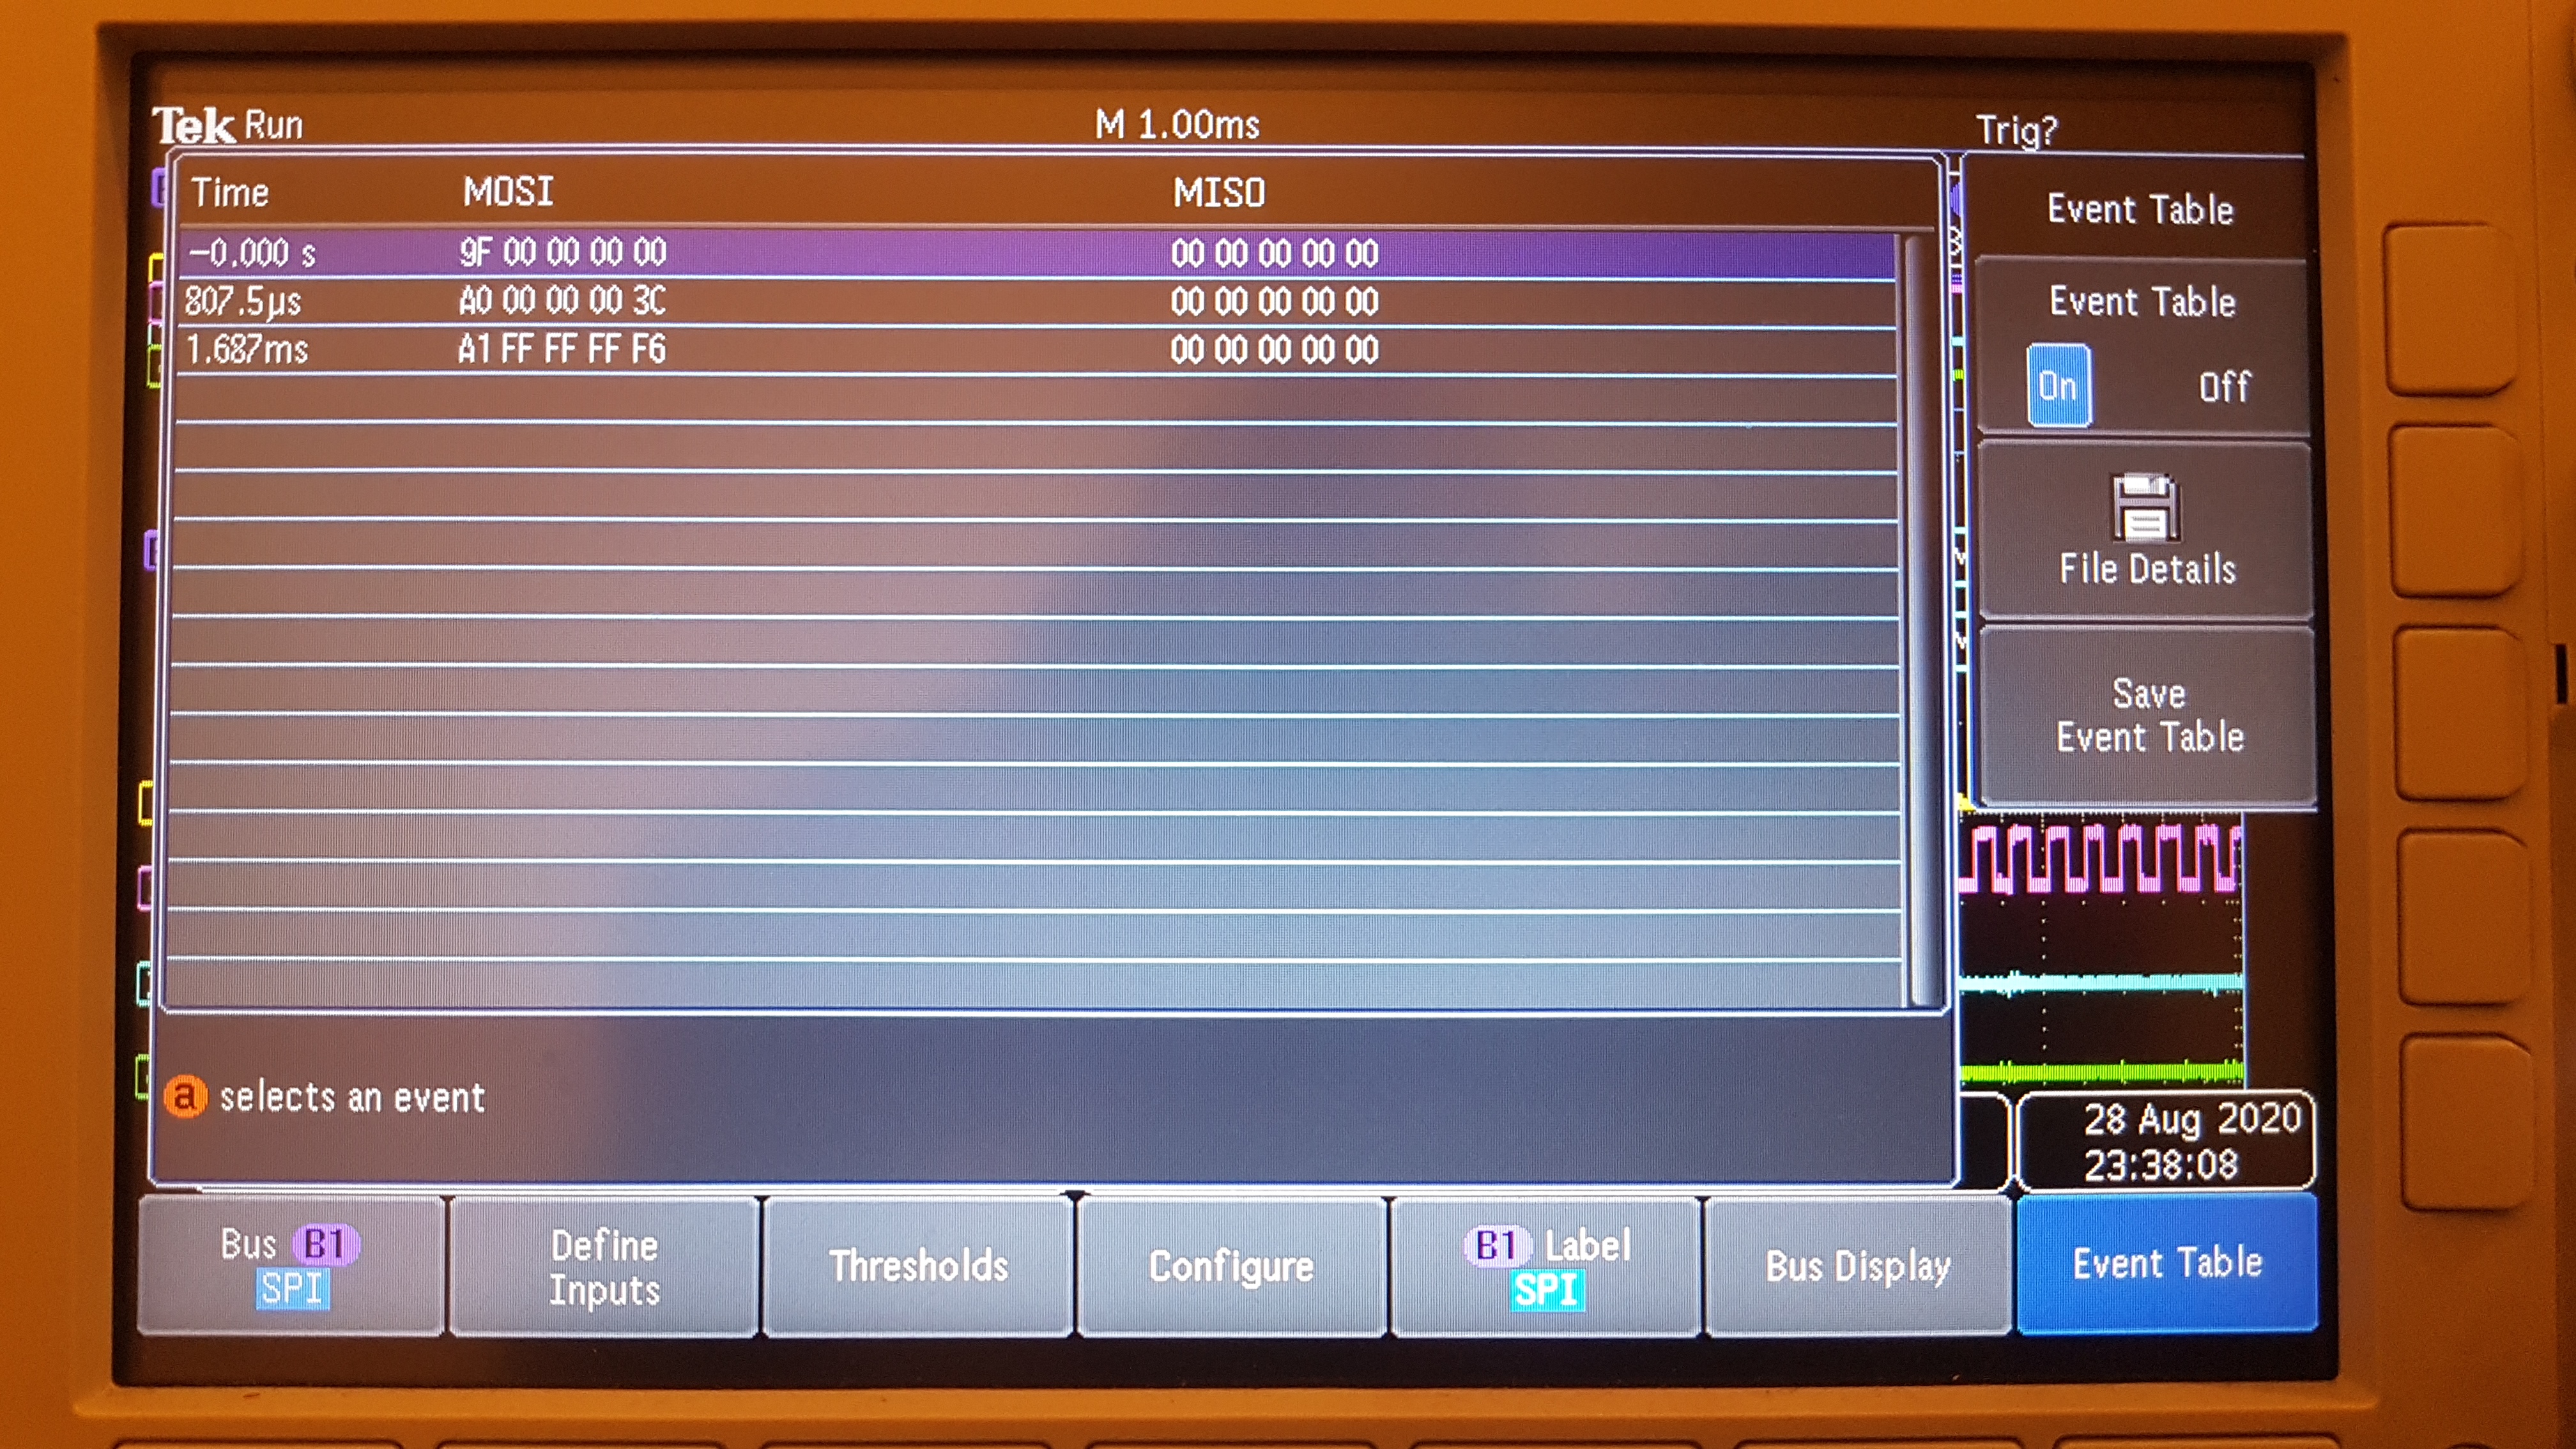 Tek Run M 1.00ms Trig?
Time MOSI MISO
-0.000 s 9F 00 00 00 00 00 00 00 00 00
807.5µs A0 00 00 00 3C 00 00 00 00 00
1.687ms A1 FF FF FF F6 00 00 00 00 00
a selects an event
Event Table
Event Table
On Off
File Details
Save
Event Table
28 Aug 2020
23:38:08
Bus B1
SPI
Define
Inputs
Thresholds
Configure
B1 Label
SPI
Bus Display
Event Table